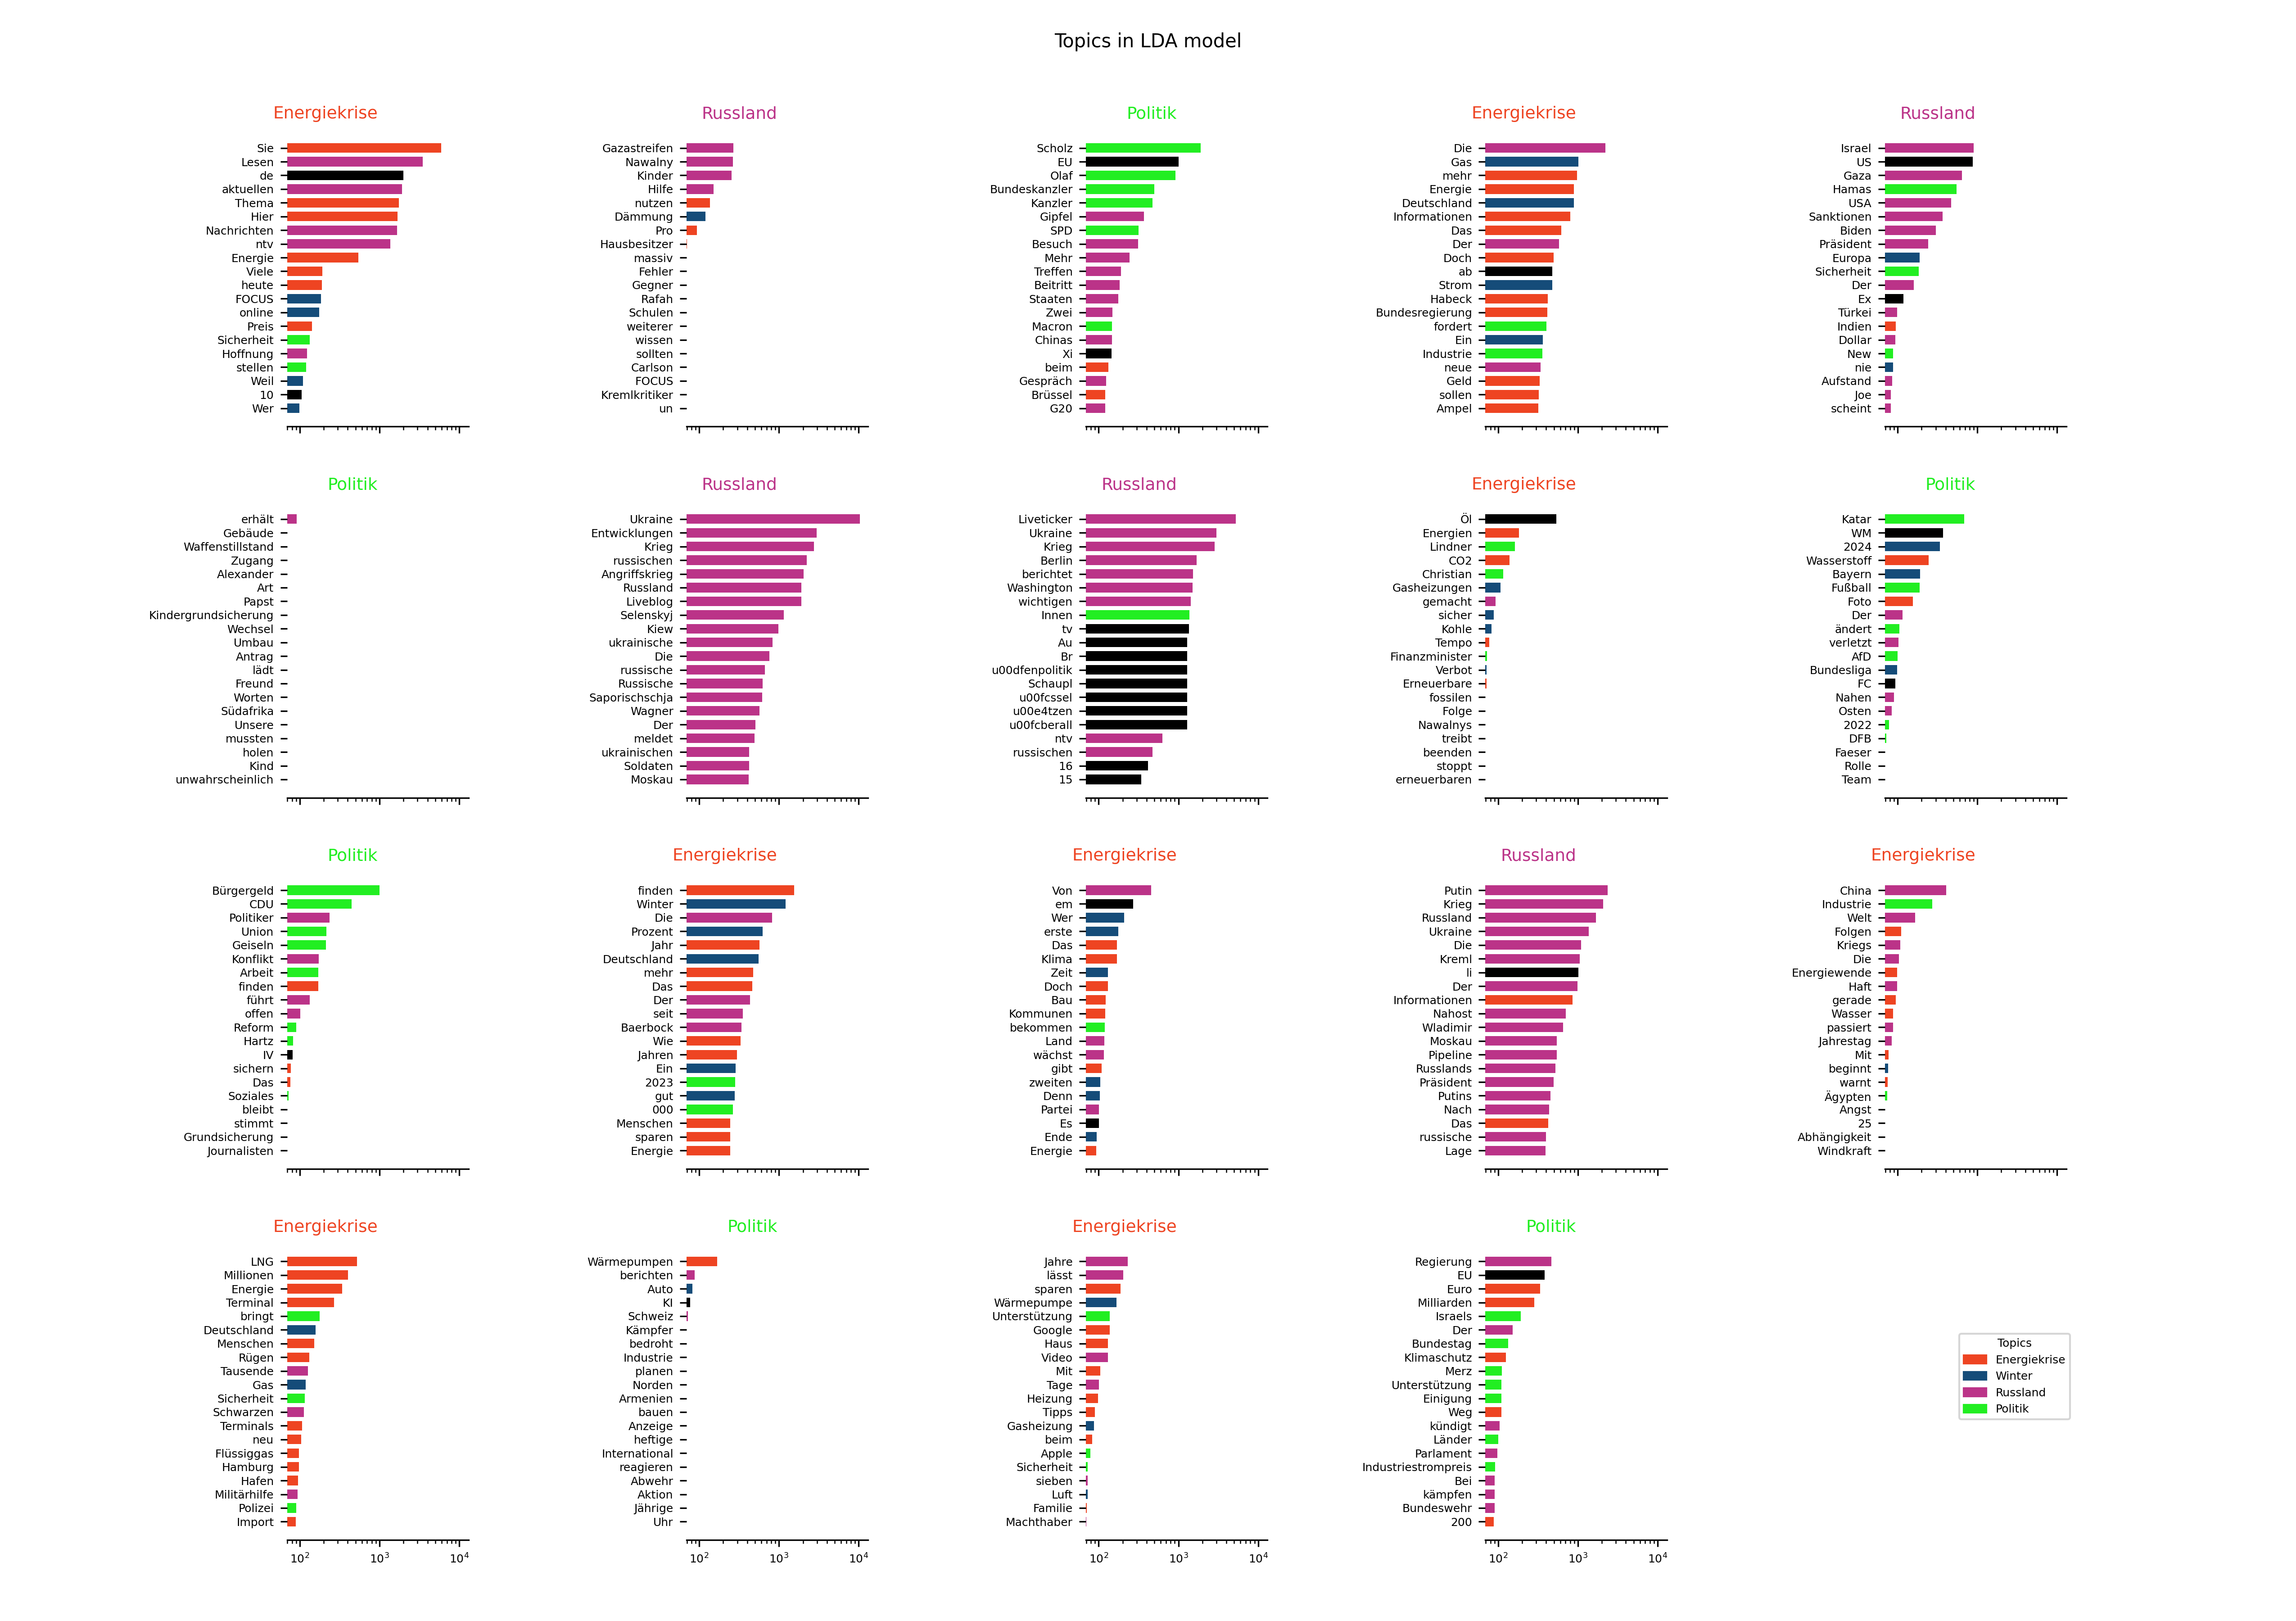 Topics in LDA model
Energiekrise
Sie
Lesen
de
aktuellen
Thema
Hier
Nachrichten
ntv
Energie
Viele
heute
FOCUS
online
Preis
Sicherheit
Hoffnung
stellen
Weil
10
Wer
Russland
Gazastreifen
Nawalny
Kinder
Hilfe
nutzen
Dämmung
Pro
Hausbesitzer
massiv
Fehler
Gegner
Rafah
Schulen
weiterer
wissen
sollten
Carlson
FOCUS
Kremlkritiker
un
Politik
Scholz
EU
Olaf
Bundeskanzler
Kanzler
Gipfel
SPD
Besuch
Mehr
Treffen
Beitritt
Staaten
Zwei
Macron
Chinas
Xi
beim
Gespräch
Brüssel
G20
Energiekrise
Die
Gas
mehr
Energie
Deutschland
Informationen
Das
Der
Doch
ab
Strom
Habeck
Bundesregierung
fordert
Ein
Industrie
neue
Geld
sollen
Ampel
Russland
Israel
US
Gaza
Hamas
USA
Sanktionen
Biden
Präsident
Europa
Sicherheit
Der
Ex
Türkei
Indien
Dollar
New
nie
Aufstand
Joe
scheint
Politik
erhält
Gebäude
Waffenstillstand
Zugang
Alexander
Art
Papst
Kindergrundsicherung
Wechsel
Umbau
Antrag
lädt
Freund
Worten
Südafrika
Unsere
mussten
holen
Kind
unwahrscheinlich
Russland
Ukraine
Entwicklungen
Krieg
russischen
Angriffskrieg
Russland
Liveblog
Selenskyj
Kiew
ukrainische
Die
russische
Russische
Saporischschja
Wagner
Der
meldet
ukrainischen
Soldaten
Moskau
Russland
Liveticker
Ukraine
Krieg
Berlin
berichtet
Washington
wichtigen
Innen
tv
Au
Br
u00dfenpolitik
Schaupl
u00fcssel
u00e4tzen
u00fcberall
ntv
russischen
16
15
Energiekrise
Öl
Energien
Lindner
CO2
Christian
Gasheizungen
gemacht
sicher
Kohle
Tempo
Finanzminister
Verbot
Erneuerbare
fossilen
Folge
Nawalnys
treibt
beenden
stoppt
erneuerbaren
Politik
Katar
WM
2024
Wasserstoff
Bayern
Fußball
Foto
Der
ändert
verletzt
AfD
Bundesliga
FC
Nahen
Osten
2022
DFB
Faeser
Rolle
Team
Politik
Bürgergeld
CDU
Politiker
Union
Geiseln
Konflikt
Arbeit
finden
führt
offen
Reform
Hartz
IV
sichern
Das
Soziales
bleibt
stimmt
Grundsicherung
Journalisten
Energiekrise
finden
Winter
Die
Prozent
Jahr
Deutschland
mehr
Das
Der
seit
Baerbock
Wie
Jahren
Ein
2023
gut
000
Menschen
sparen
Energie
Energiekrise
Von
em
Wer
erste
Das
Klima
Zeit
Doch
Bau
Kommunen
bekommen
Land
wächst
gibt
zweiten
Denn
Partei
Es
Ende
Energie
Russland
Putin
Krieg
Russland
Ukraine
Die
Kreml
li
Der
Informationen
Nahost
Wladimir
Moskau
Pipeline
Russlands
Präsident
Putins
Nach
Das
russische
Lage
Energiekrise
China
Industrie
Welt
Folgen
Kriegs
Die
Energiewende
Haft
gerade
Wasser
passiert
Jahrestag
Mit
beginnt
warnt
Ägypten
Angst
25
Abhängigkeit
Windkraft
Energiekrise
LNG
Millionen
Energie
Terminal
bringt
Deutschland
Menschen
Rügen
Tausende
Gas
Sicherheit
Schwarzen
Terminals
neu
Flüssiggas
Hamburg
Hafen
Militärhilfe
Polizei
Import
10² 10³ 10⁴
Politik
Wärmepumpen
berichten
Auto
KI
Schweiz
Kämpfer
bedroht
Industrie
planen
Norden
Armenien
bauen
Anzeige
heftige
International
reagieren
Abwehr
Aktion
Jährige
Uhr
10² 10³ 10⁴
Energiekrise
Jahre
lässt
sparen
Wärmepumpe
Unterstützung
Google
Haus
Video
Mit
Tage
Heizung
Tipps
Gasheizung
beim
Apple
Sicherheit
sieben
Luft
Familie
Machthaber
10² 10³ 10⁴
Politik
Regierung
EU
Euro
Milliarden
Israels
Der
Bundestag
Klimaschutz
Merz
Unterstützung
Einigung
Weg
kündigt
Länder
Parlament
Industriestrompreis
Bei
kämpfen
Bundeswehr
200
10² 10³ 10⁴
Topics
Energiekrise
Winter
Russland
Politik